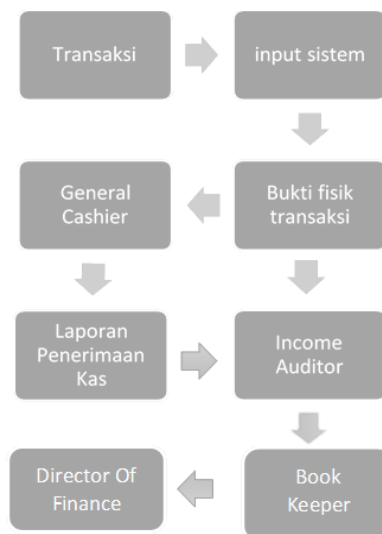 Transaksi
input sistem
General
Cashier
Bukti fisik
transaksi
Laporan
Penerimaan
Kas
Income
Auditor
Director Of
Finance
Book
Keeper